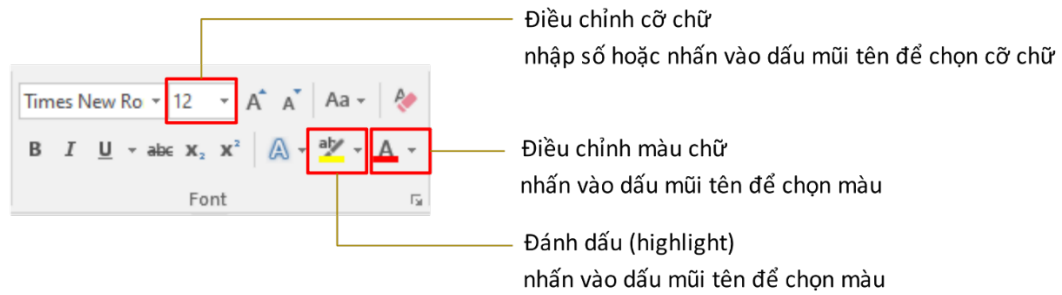 Điều chỉnh cỡ chữ
nhập số hoặc nhấn vào dấu mũi tên để chọn cỡ chữ
Times New Ro 12 A A Aa A
B I U abc X₂ X² A ab A
Điều chỉnh màu chữ
nhấn vào dấu mũi tên để chọn màu
Font
Đánh dấu (highlight)
nhấn vào dấu mũi tên để chọn màu